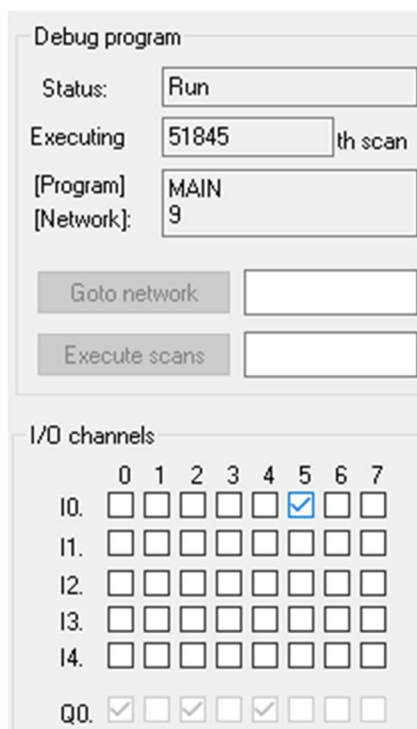 Debug program
Status: Run
Executing 51845 th scan
[Program] MAIN
[Network]: 9
Goto network
Execute scans
I/O channels
0 1 2 3 4 5 6 7
I0.
I1.
I2.
I3.
I4.
Q0.